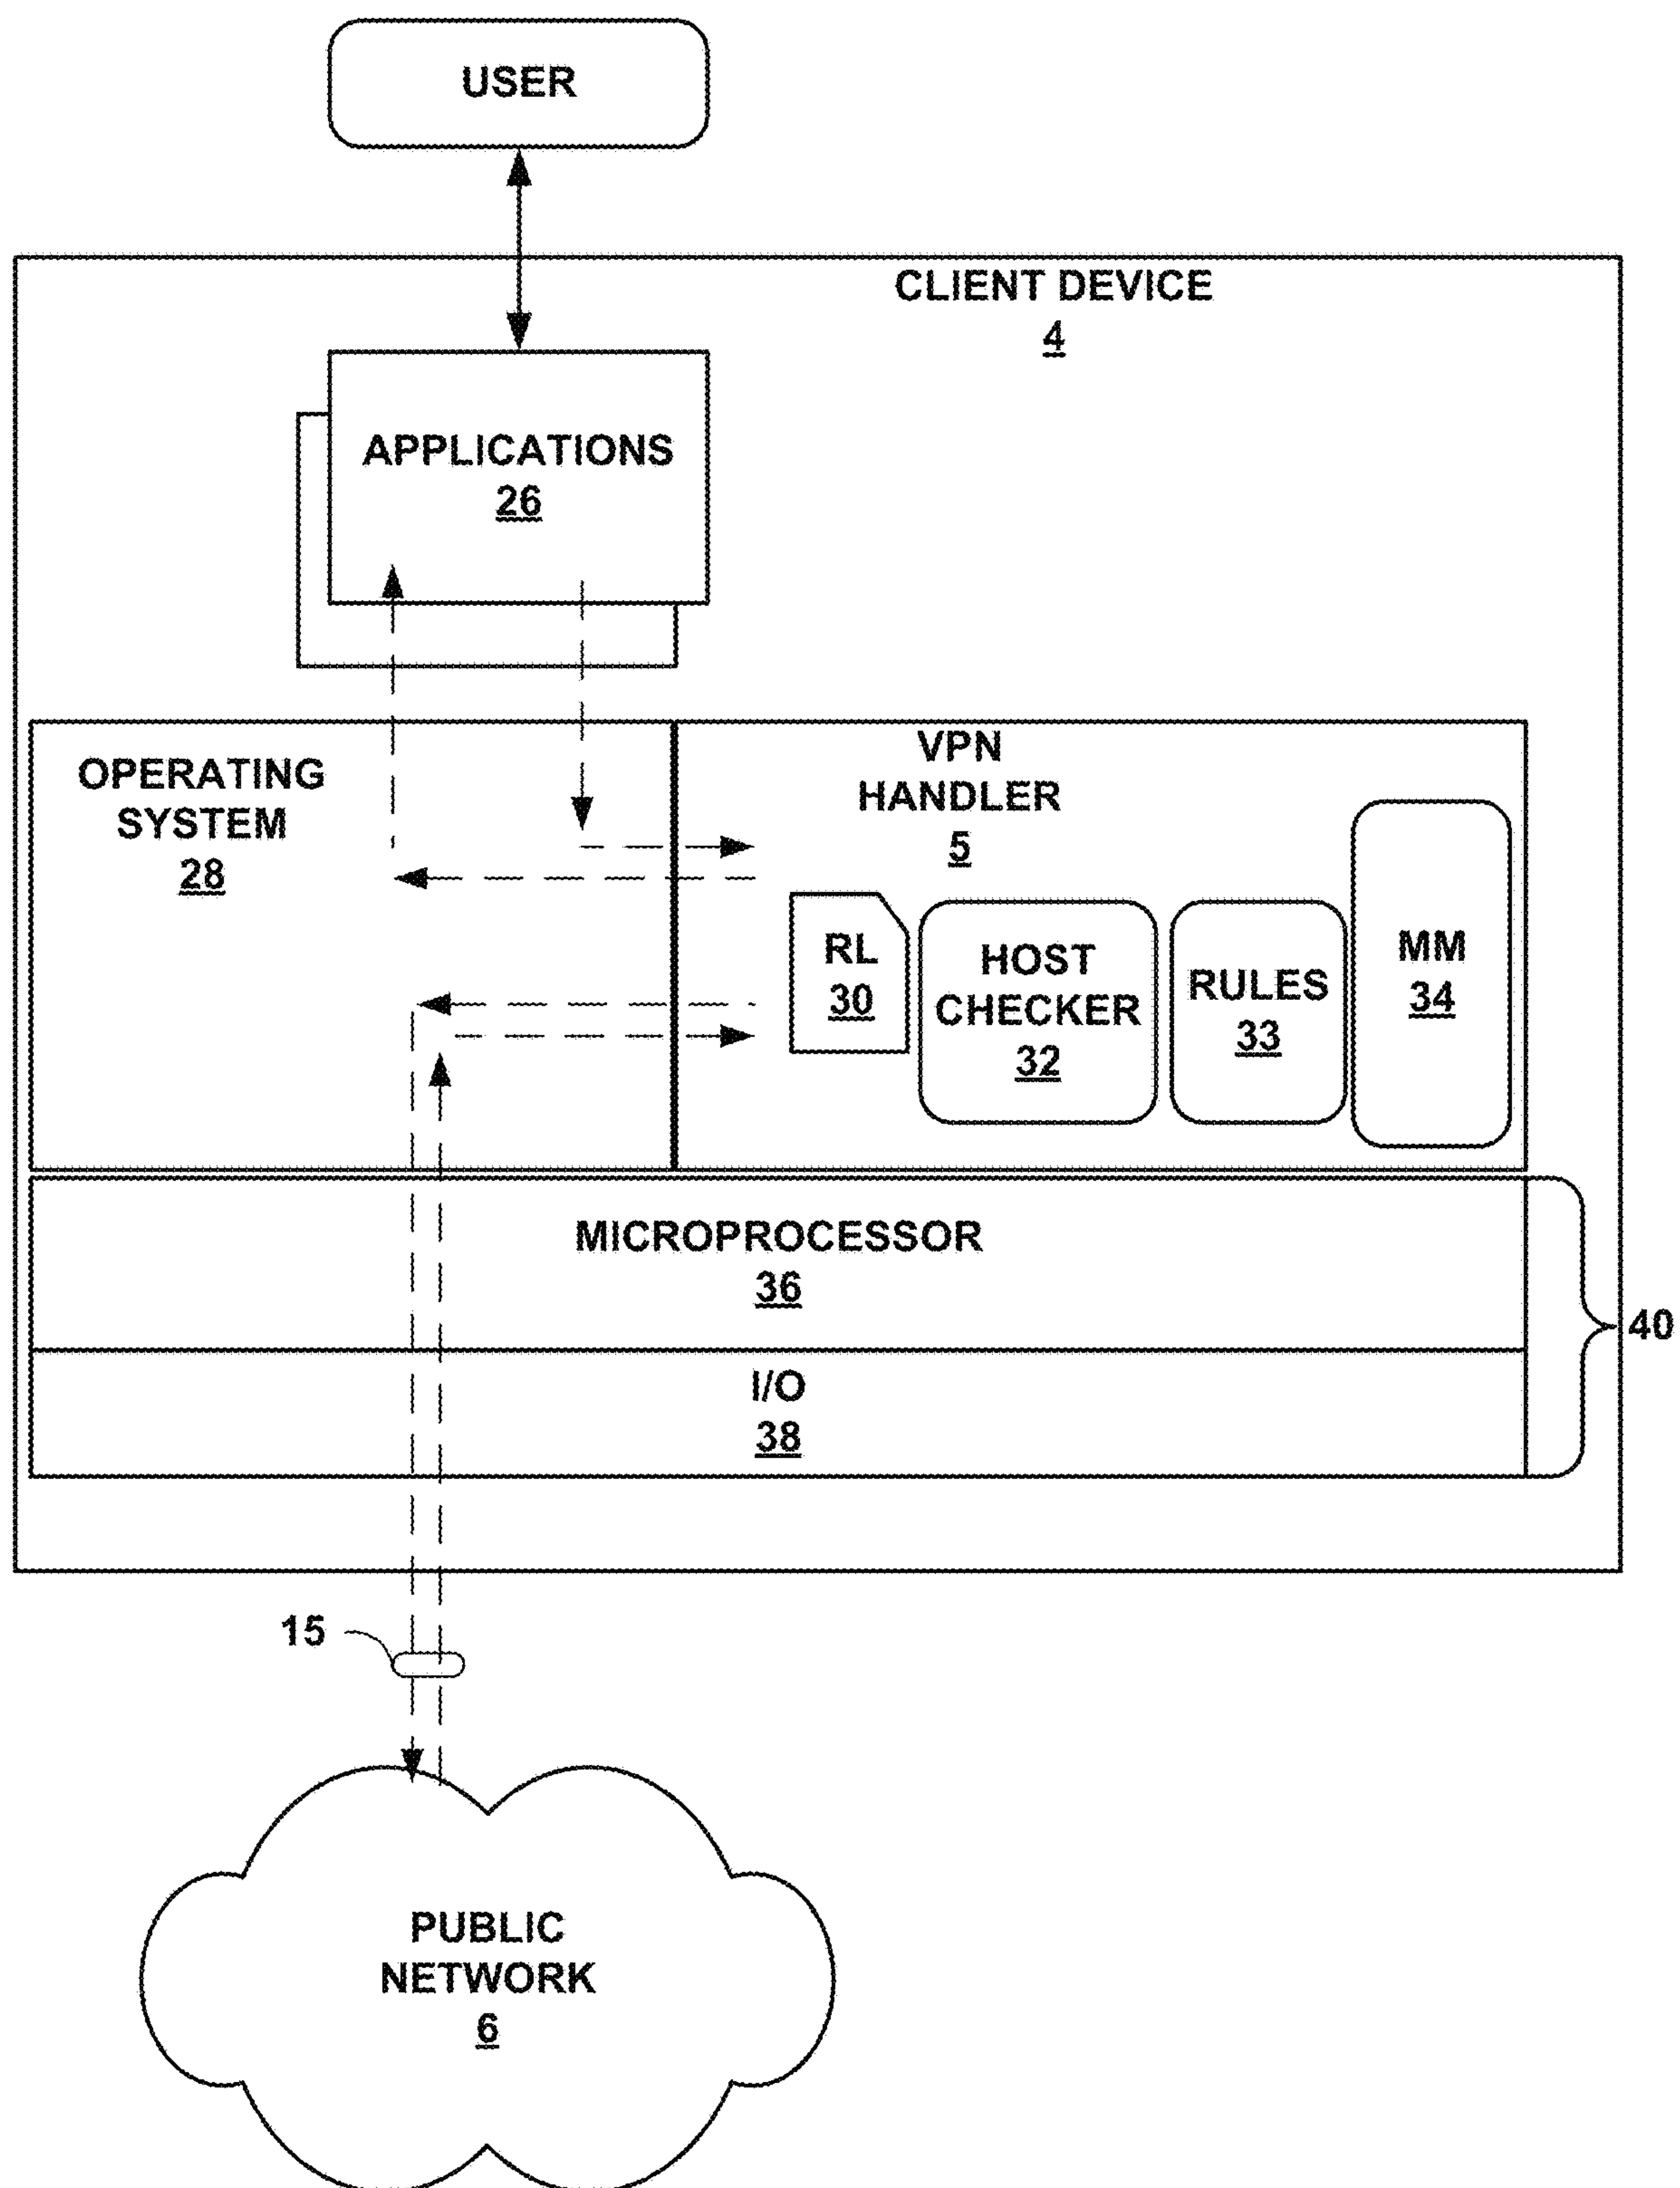 USER
CLIENT DEVICE
4
APPLICATIONS
26
OPERATING
SYSTEM
28
VPN
HANDLER
5
RL
30
HOST
CHECKER
32
RULES
33
MM
34
MICROPROCESSOR
36
I/O
38
40
15
PUBLIC
NETWORK
6